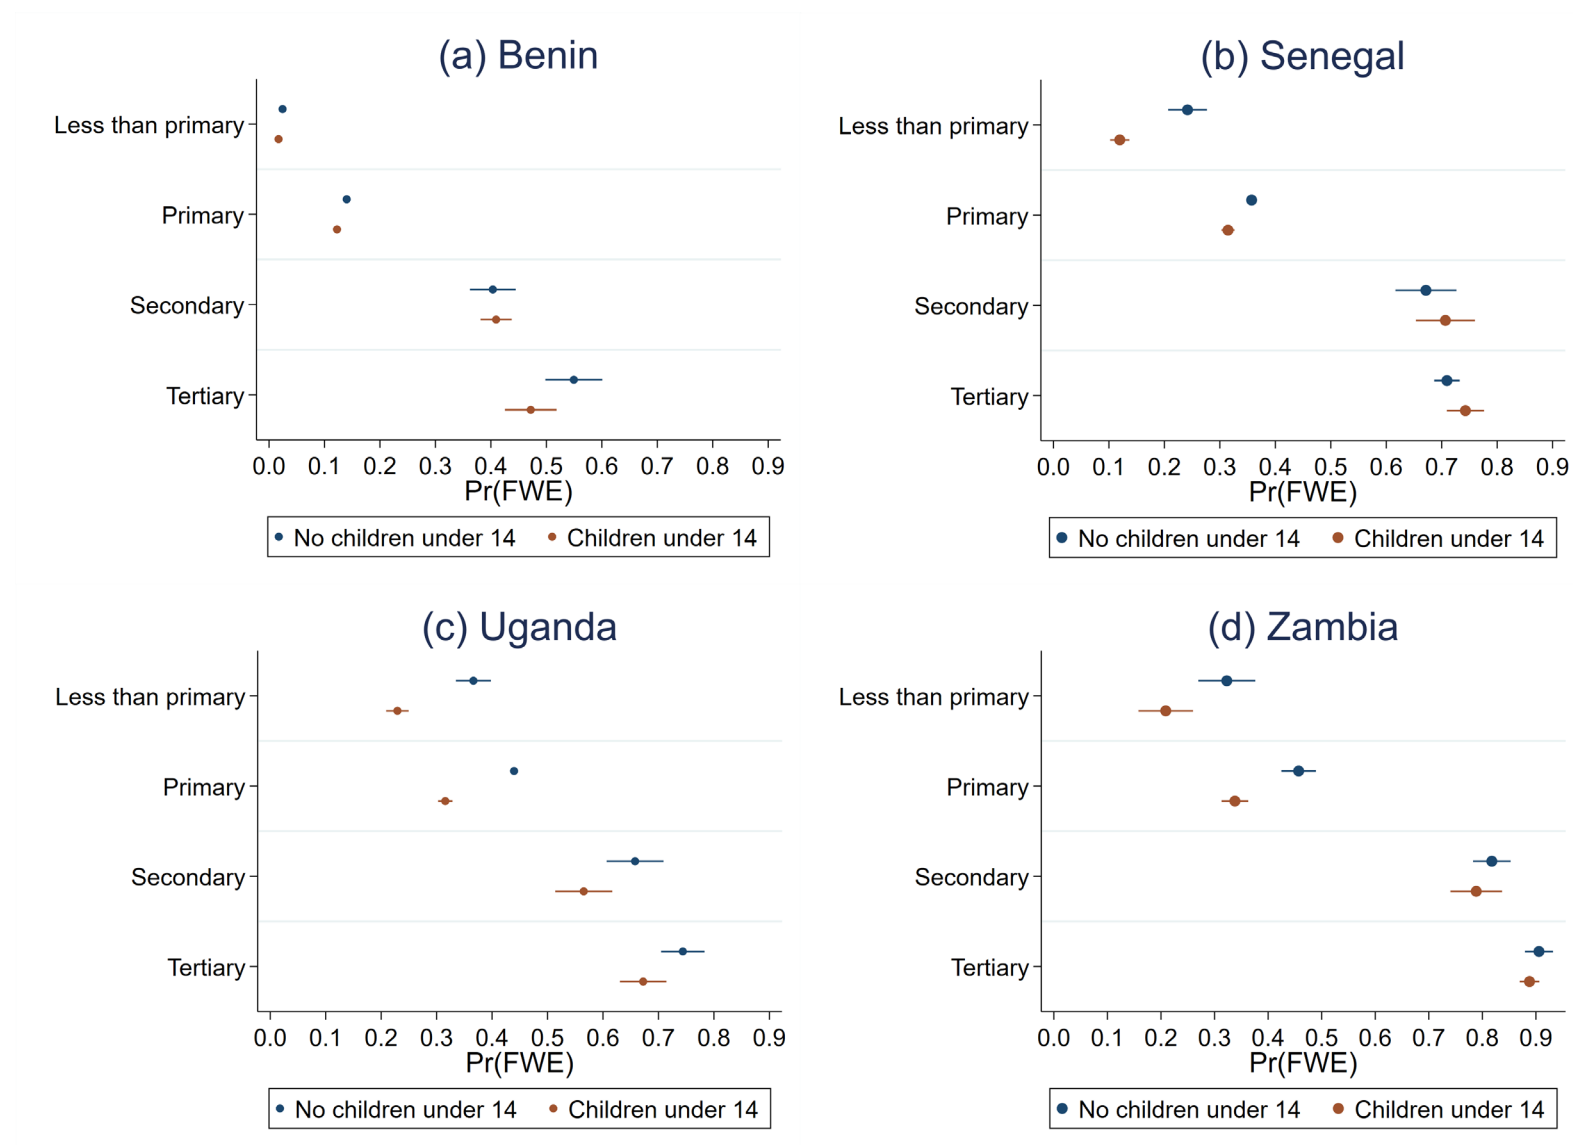 (a) Benin
Less than primary
Primary
Secondary
Tertiary
0.0 0.1 0.2 0.3 0.4 0.5 0.6 0.7 0.8 0.9
Pr(FWE)
No children under 14 Children under 14
(b) Senegal
Less than primary
Primary
Secondary
Tertiary
0.0 0.1 0.2 0.3 0.4 0.5 0.6 0.7 0.8 0.9
Pr(FWE)
No children under 14 Children under 14
(c) Uganda
Less than primary
Primary
Secondary
Tertiary
0.0 0.1 0.2 0.3 0.4 0.5 0.6 0.7 0.8 0.9
Pr(FWE)
No children under 14 Children under 14
(d) Zambia
Less than primary
Primary
Secondary
Tertiary
0.0 0.1 0.2 0.3 0.4 0.5 0.6 0.7 0.8 0.9
Pr(FWE)
No children under 14 Children under 14